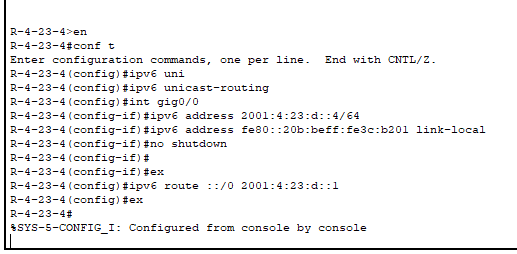 R-4-23-4>en
R-4-23-4#conf t
Enter configuration commands, one per line.  End with CNTL/Z.
R-4-23-4(config)#ipv6 uni
R-4-23-4(config)#ipv6 unicast-routing
R-4-23-4(config)#int gig0/0
R-4-23-4(config-if)#ipv6 address 2001:4:23:d::4/64
R-4-23-4(config-if)#ipv6 address fe80::20b:beff:fe3c:b201 link-local
R-4-23-4(config-if)#no shutdown
R-4-23-4(config-if)#
R-4-23-4(config-if)#ex
R-4-23-4(config)#ipv6 route ::/0 2001:4:23:d::1
R-4-23-4(config)#ex
R-4-23-4#
%SYS-5-CONFIG_I: Configured from console by console